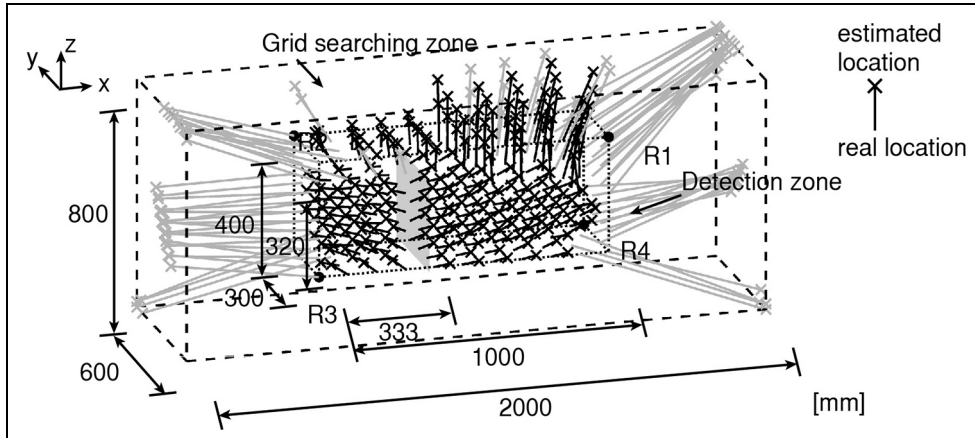 Grid searching zone
estimated
location
real location
z
y
x
R2
R1
Detection zone
800
400
320
R4
300
R3
333
1000
600
2000
[mm]